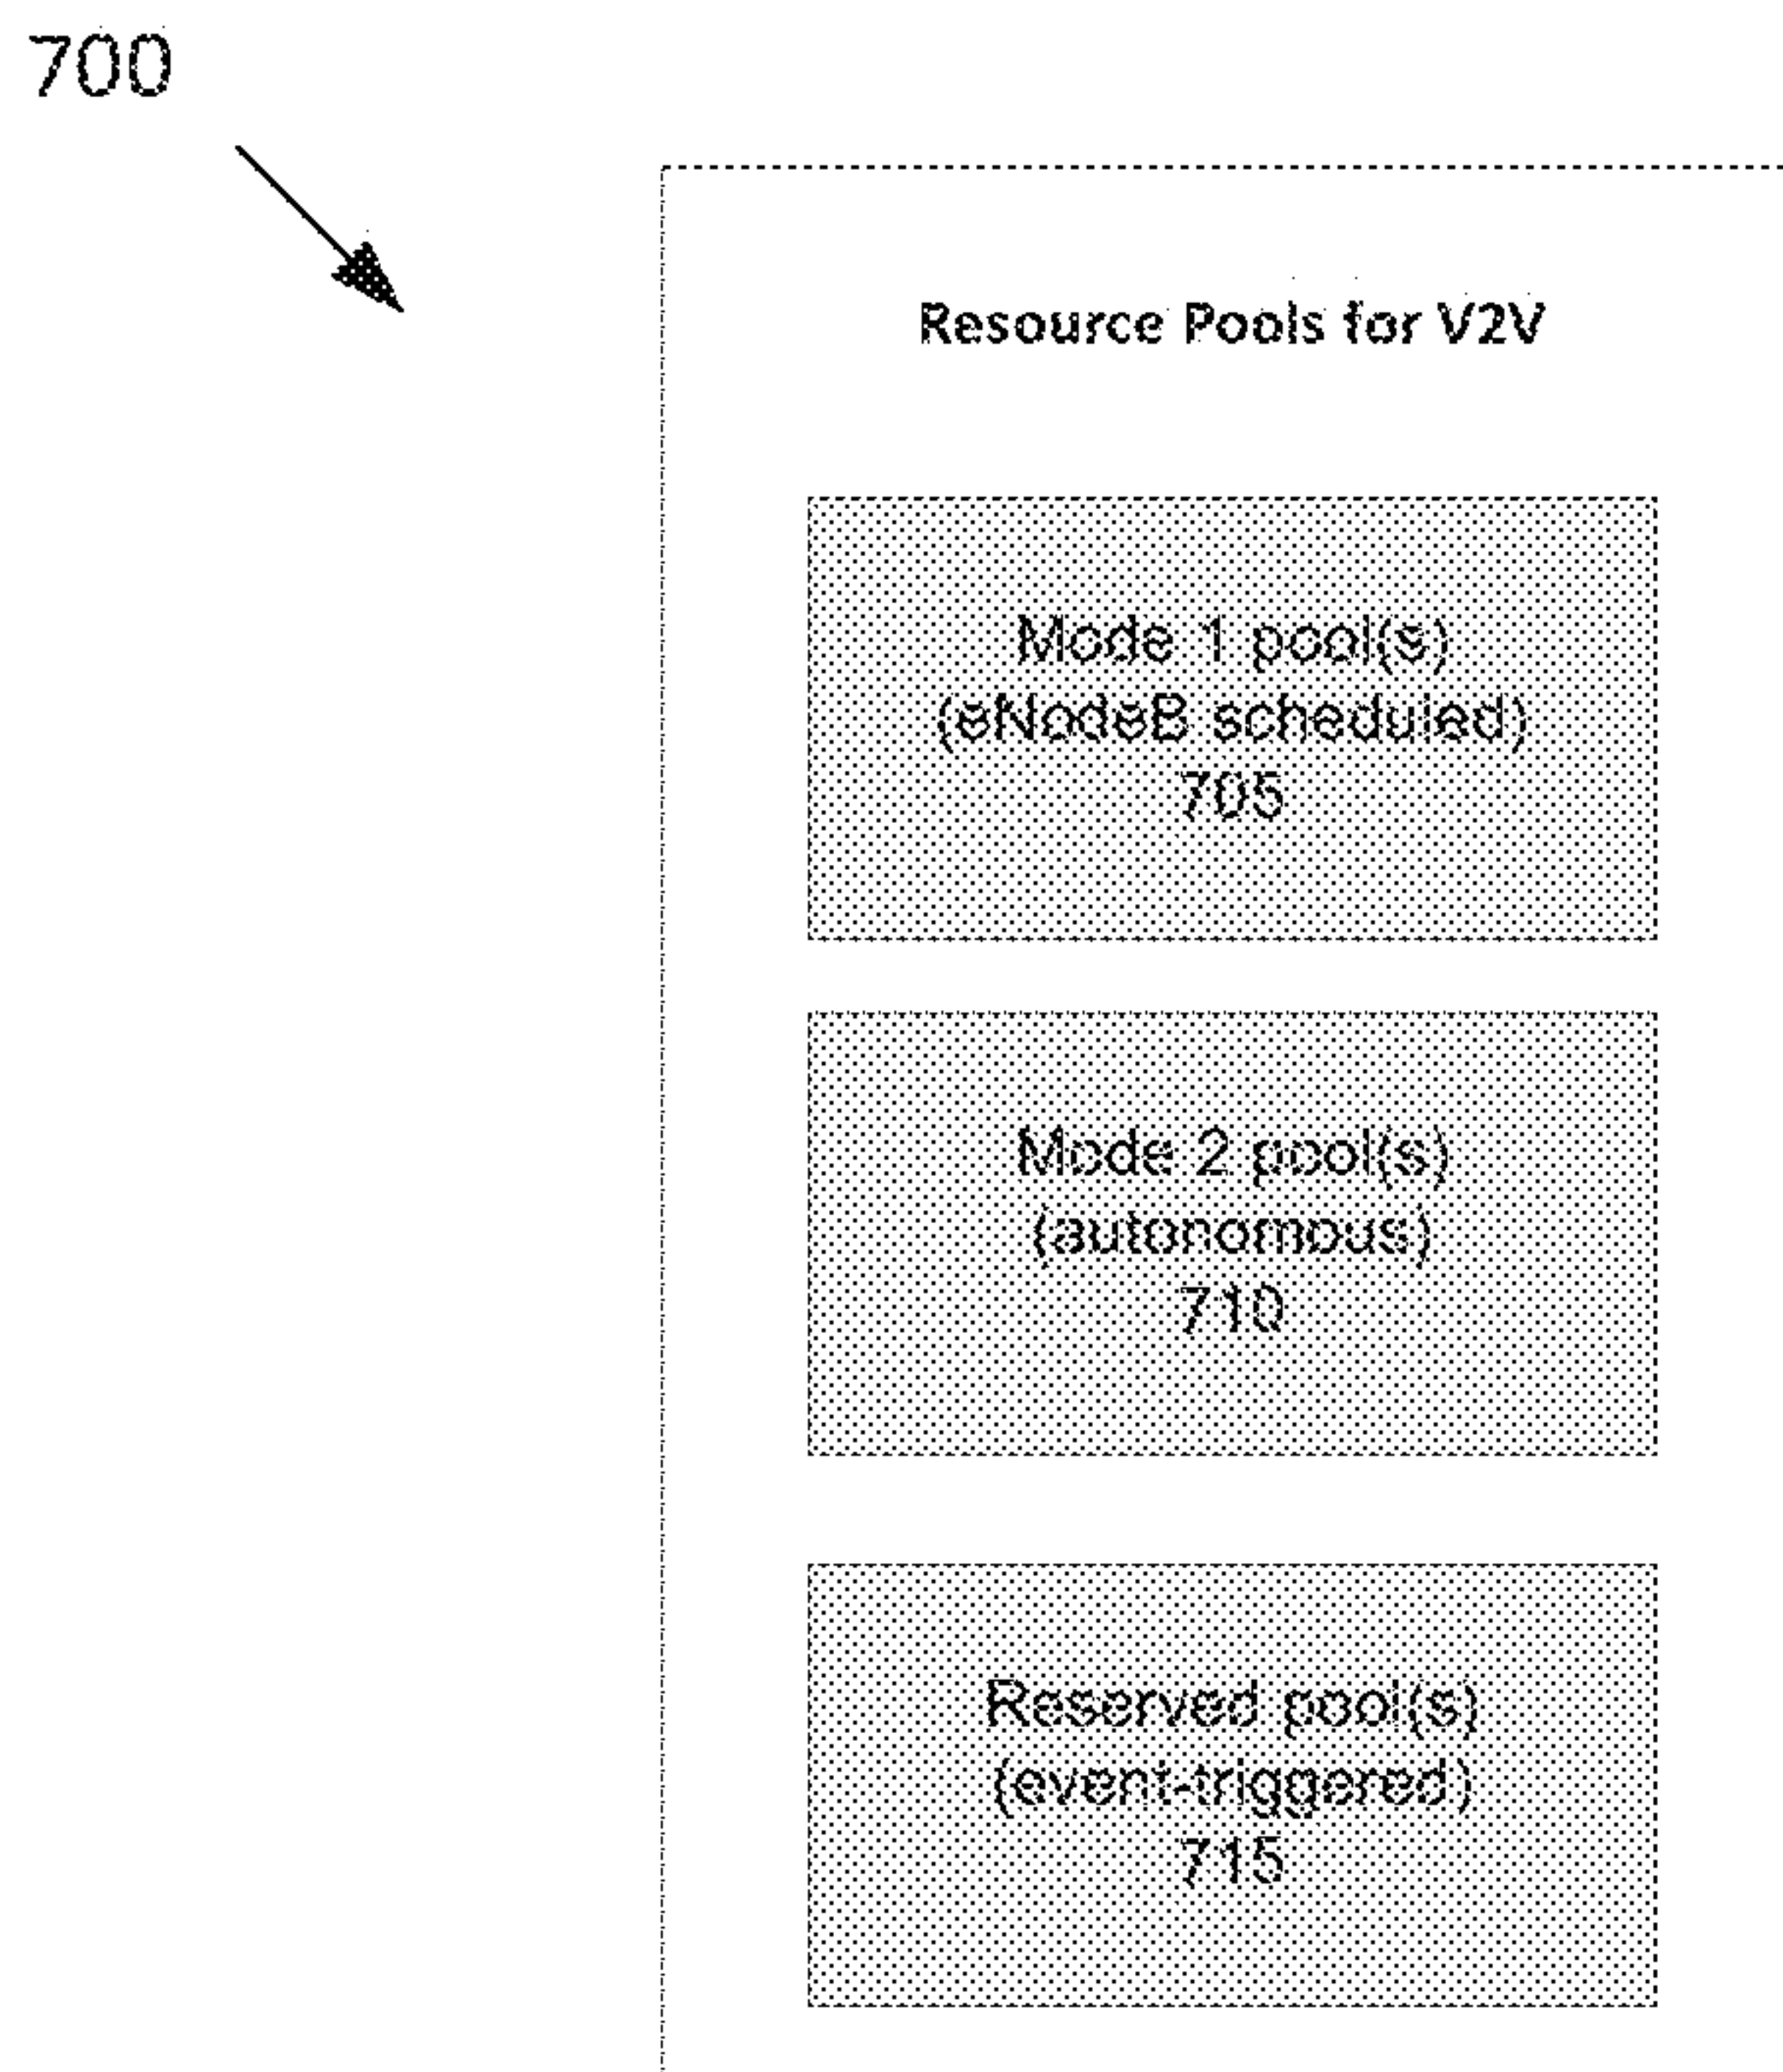 700
Resource Pools for V2V
Mode 1 pool(s)
(eNodeB scheduled)
705
Mode 2 pool(s)
(autonomous)
710
Reserved pool(s)
(event-triggered)
715